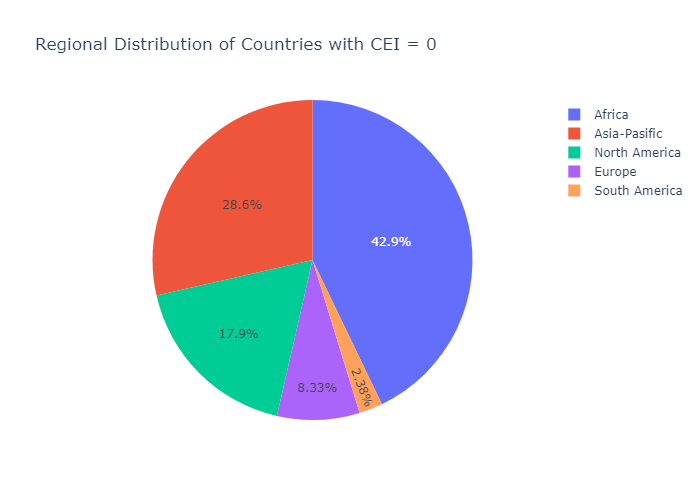 Regional Distribution of Countries with CEI = 0
Africa
Asia-Pasific
North America
Europe
South America
28.6%
42.9%
17.9%
8.33%
2.38%